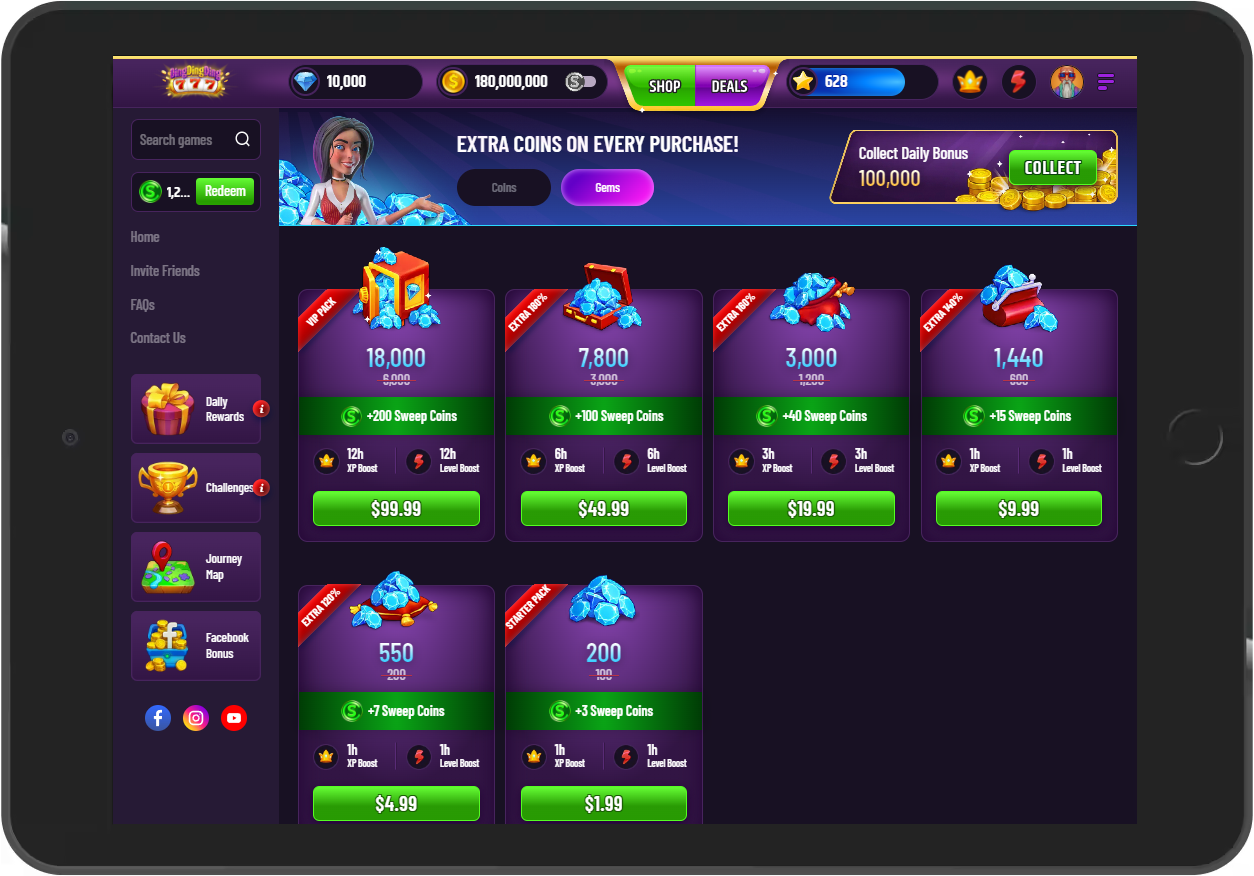 DingDingDing
777
10,000
S
180,000,000
S
SHOP
DEALS
628
Search games
S
1,2...
Redeem
Home
Invite Friends
FAQs
Contact Us
Daily
Rewards
i
Challenges
i
Journey
Map
f
Facebook
Bonus
f
EXTRA COINS ON EVERY PURCHASE!
Coins
Gems
Collect Daily Bonus
100,000
COLLECT
VIP PACK
18,000
6,000
S
+200 Sweep Coins
12h
XP Boost
12h
Level Boost
$99.99
EXTRA 160%
7,800
3,000
S
+100 Sweep Coins
6h
XP Boost
6h
Level Boost
$49.99
EXTRA 150%
3,000
1,200
S
+40 Sweep Coins
3h
XP Boost
3h
Level Boost
$19.99
EXTRA 140%
1,440
600
S
+15 Sweep Coins
1h
XP Boost
1h
Level Boost
$9.99
EXTRA 120%
550
200
S
+7 Sweep Coins
1h
XP Boost
1h
Level Boost
$4.99
STARTER PACK
200
100
S
+3 Sweep Coins
1h
XP Boost
1h
Level Boost
$1.99